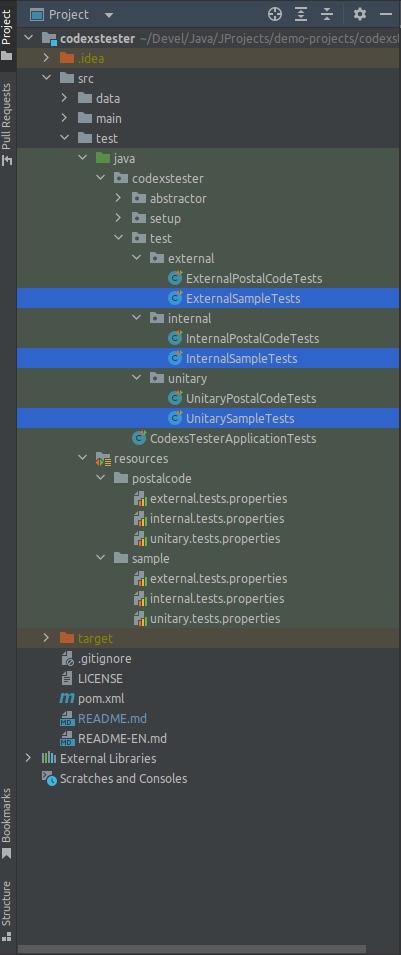 Project
codexstester ~/Devel/Java/JProjects/demo-projects/codexst
.idea
src
data
main
test
java
codexstester
abstractor
setup
test
external
ExternalPostalCodeTests
ExternalSampleTests
internal
InternalPostalCodeTests
InternalSampleTests
unitary
UnitaryPostalCodeTests
UnitarySampleTests
CodexsTesterApplicationTests
resources
postalcode
external.tests.properties
internal.tests.properties
unitary.tests.properties
sample
external.tests.properties
internal.tests.properties
unitary.tests.properties
target
.gitignore
LICENSE
pom.xml
README.md
README-EN.md
External Libraries
Scratches and Consoles
Project
Pull Requests
Bookmarks
Structure